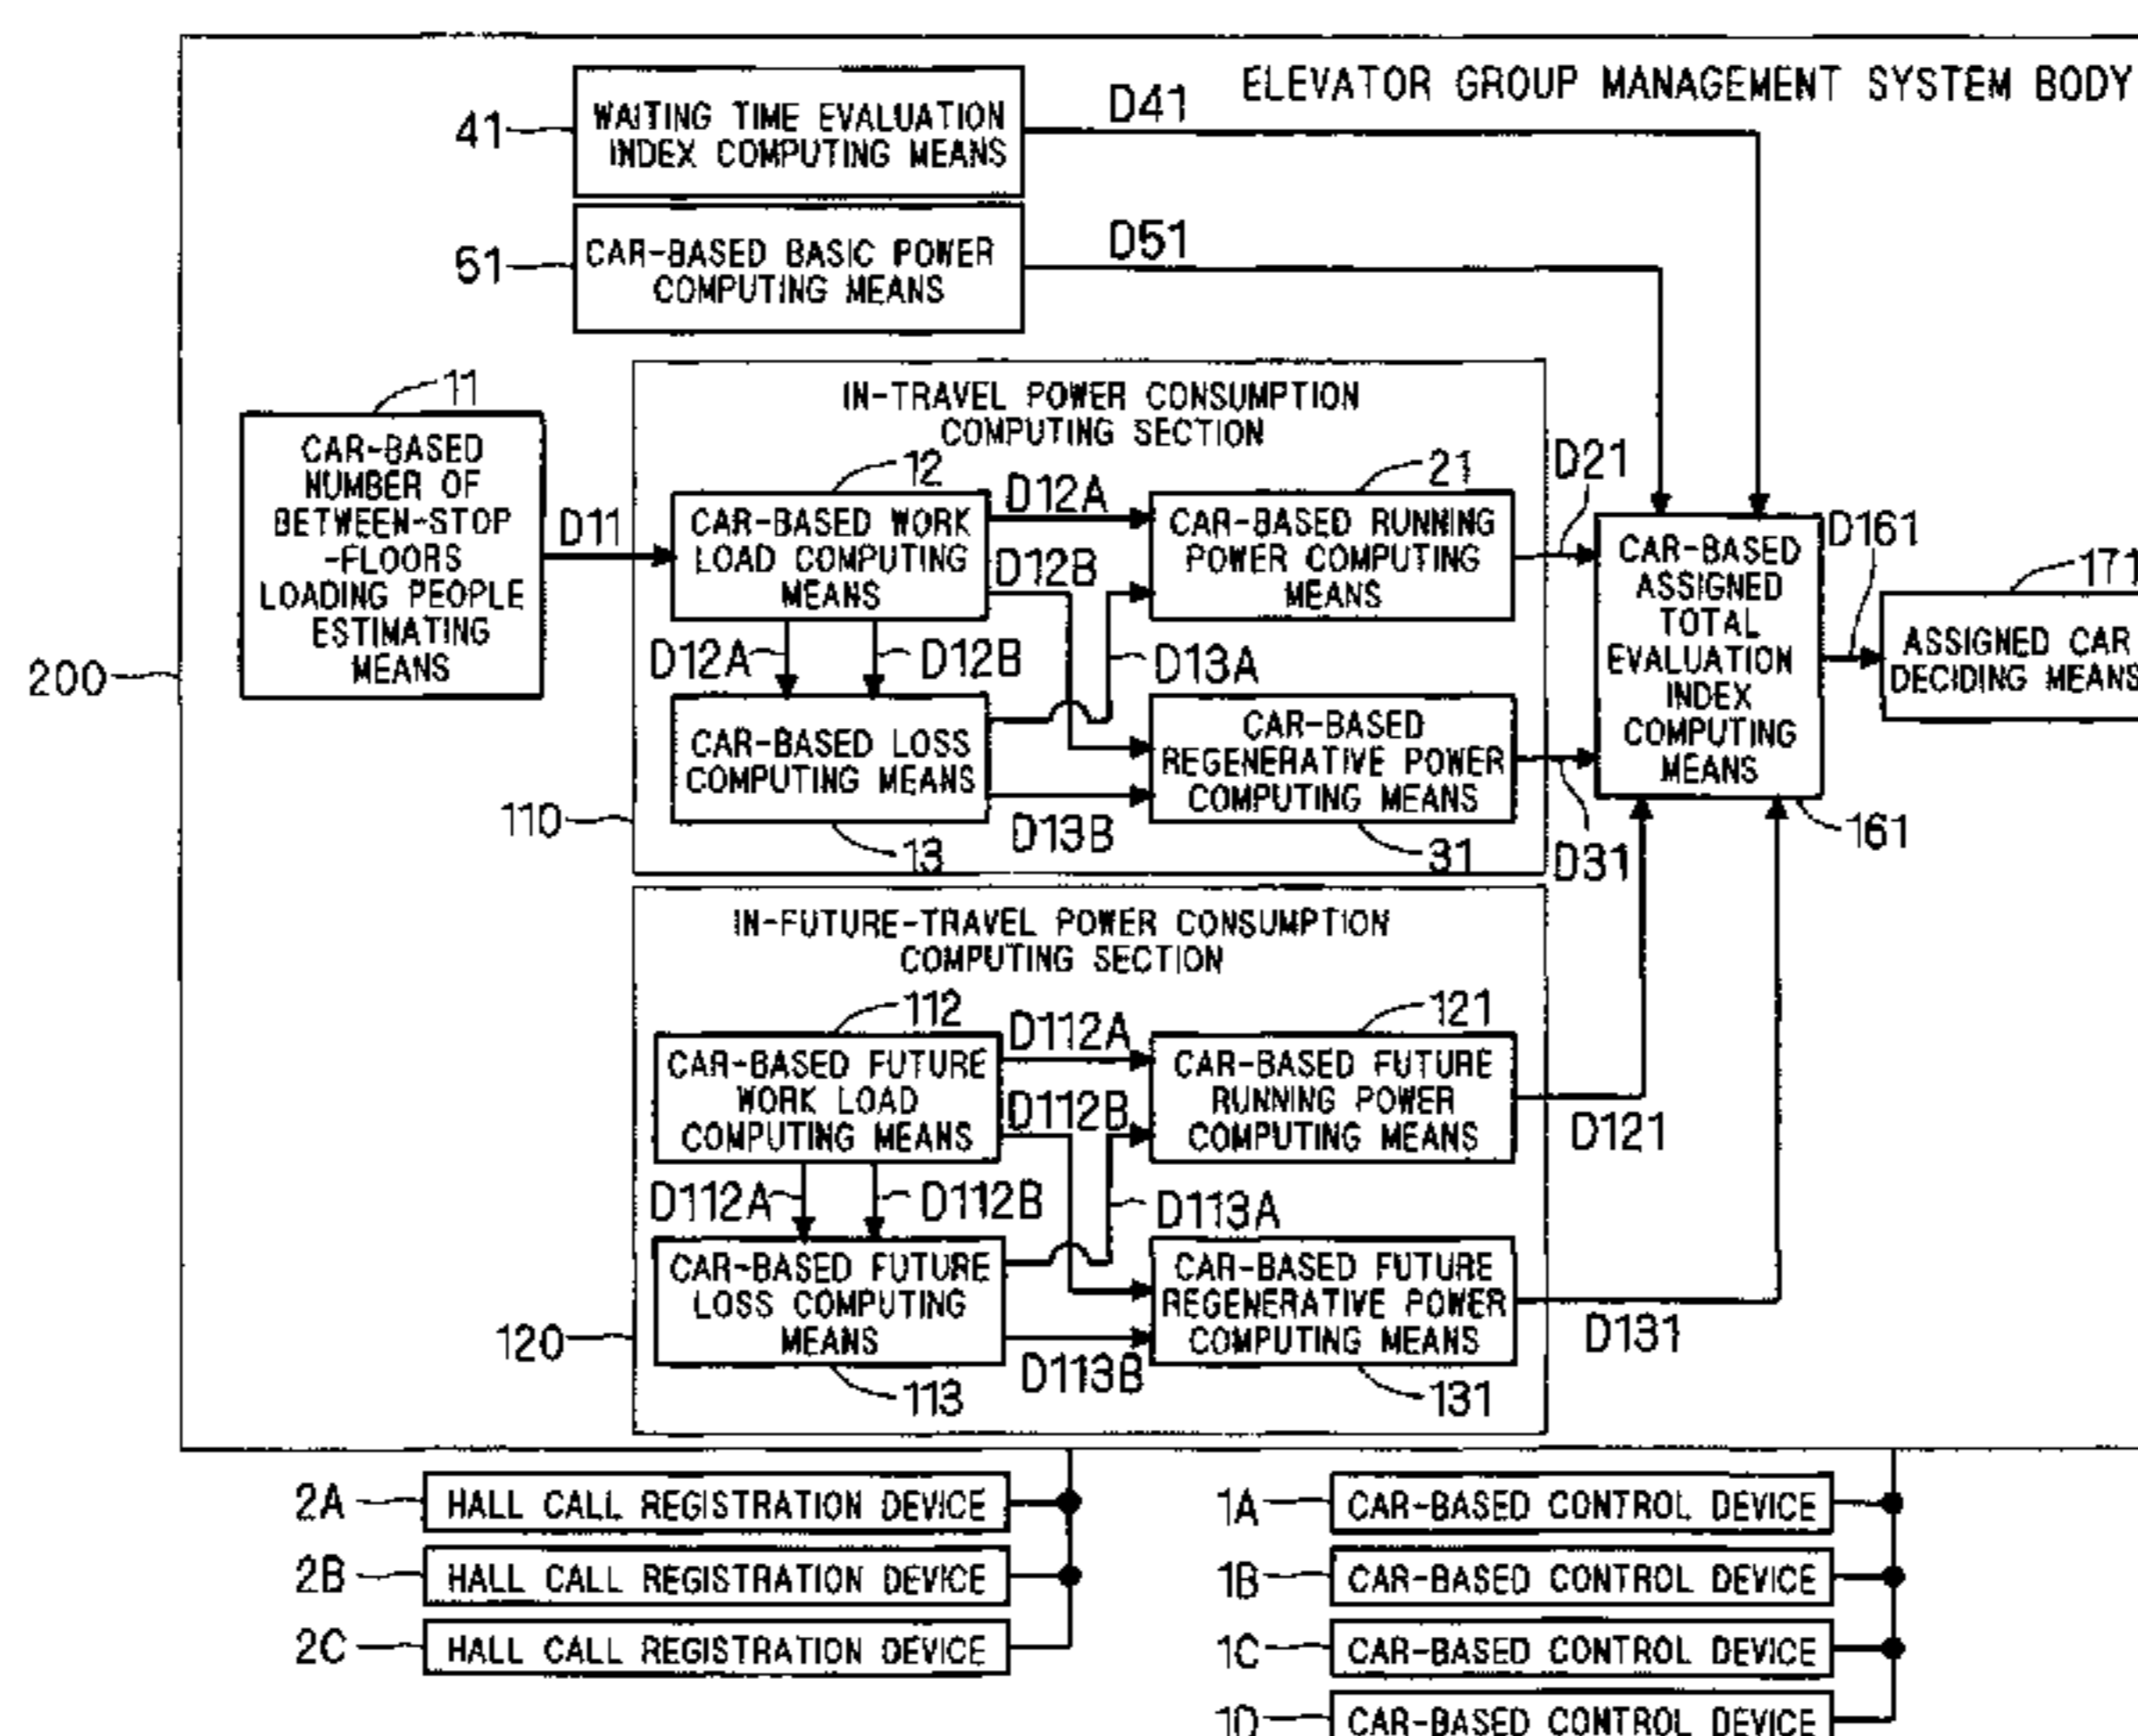 ELEVATOR GROUP MANAGEMENT SYSTEM BODY
41
WAITING TIME EVALUATION
INDEX COMPUTING MEANS
D41
51
CAR-BASED BASIC POWER
COMPUTING MEANS
D51
11
CAR-BASED
NUMBER OF
BETWEEN-STOP
-FLOORS
LOADING PEOPLE
ESTIMATING
MEANS
D11
200
IN-TRAVEL POWER CONSUMPTION
COMPUTING SECTION
12
CAR-BASED WORK
LOAD COMPUTING
MEANS
D12A
D12B
21
CAR-BASED RUNNING
POWER COMPUTING
MEANS
D21
D12A
D12B
D13A
CAR-BASED LOSS
COMPUTING MEANS
13
D13B
CAR-BASED
REGENERATIVE POWER
COMPUTING MEANS
31
D31
110
CAR-BASED
ASSIGNED
TOTAL
EVALUATION
INDEX
COMPUTING
MEANS
161
D161
171
ASSIGNED CAR
DECIDING MEANS
IN-FUTURE-TRAVEL POWER CONSUMPTION
COMPUTING SECTION
112
CAR-BASED FUTURE
WORK LOAD
COMPUTING MEANS
D112A
D112B
121
CAR-BASED FUTURE
RUNNING POWER
COMPUTING MEANS
D121
D112A
D112B
D113A
CAR-BASED FUTURE
LOSS COMPUTING
MEANS
113
D113B
CAR-BASED FUTURE
REGENERATIVE POWER
COMPUTING MEANS
131
D131
120
2A
HALL CALL REGISTRATION DEVICE
2B
HALL CALL REGISTRATION DEVICE
2C
HALL CALL REGISTRATION DEVICE
1A
CAR-BASED CONTROL DEVICE
1B
CAR-BASED CONTROL DEVICE
1C
CAR-BASED CONTROL DEVICE
1D
CAR-BASED CONTROL DEVICE